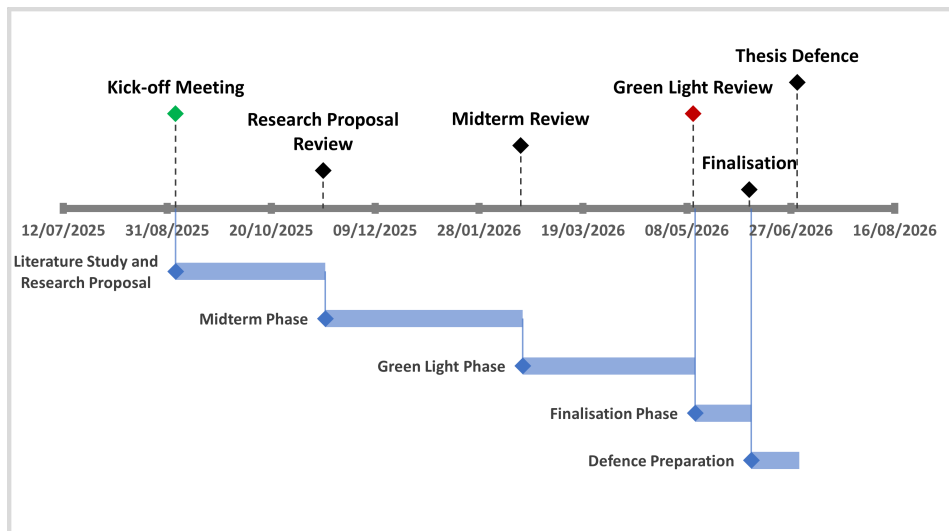 Thesis Defence
Kick-off Meeting
Green Light Review
Research Proposal
Review
Midterm Review
Finalisation
12/07/2025
31/08/2025
20/10/2025
09/12/2025
28/01/2026
19/03/2026
08/05/2026
27/06/2026
16/08/2026
Literature Study and
Research Proposal
Midterm Phase
Green Light Phase
Finalisation Phase
Defence Preparation